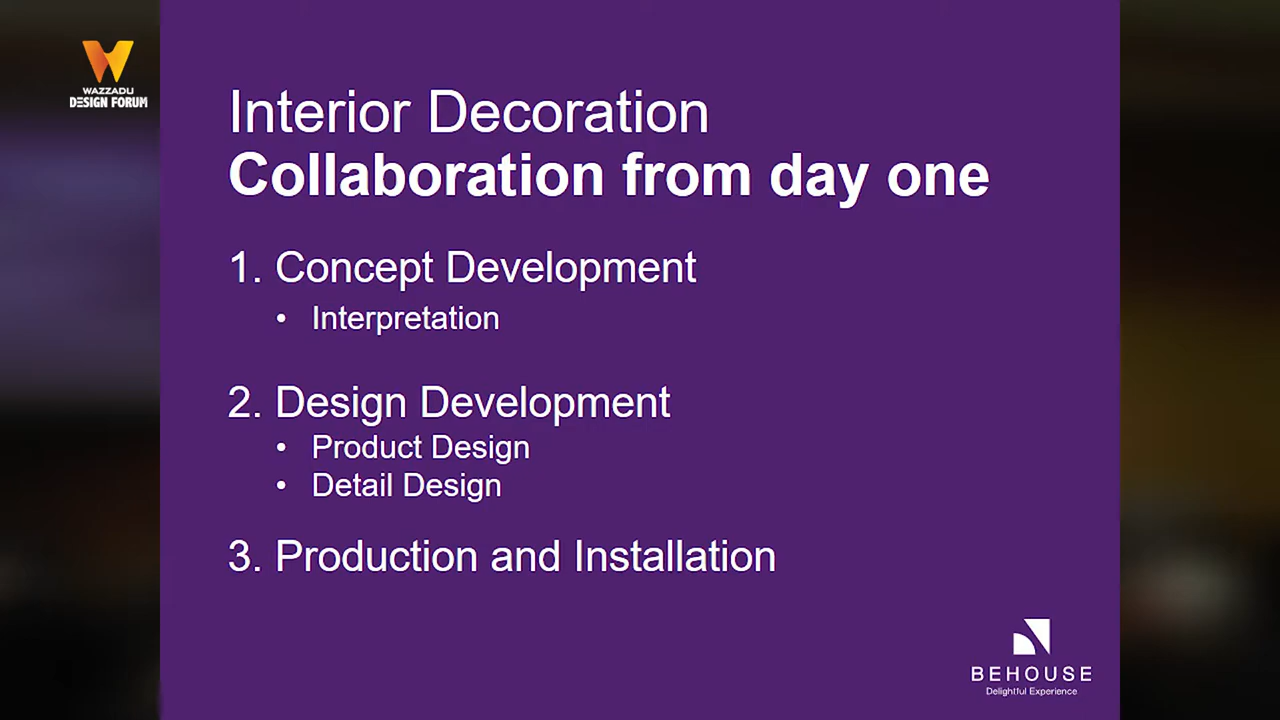 WAZZADU
DESIGN FORUM
Interior Decoration
Collaboration from day one
1. Concept Development
• Interpretation
2. Design Development
• Product Design
• Detail Design
3. Production and Installation
BEHOUSE
Delightful Experience